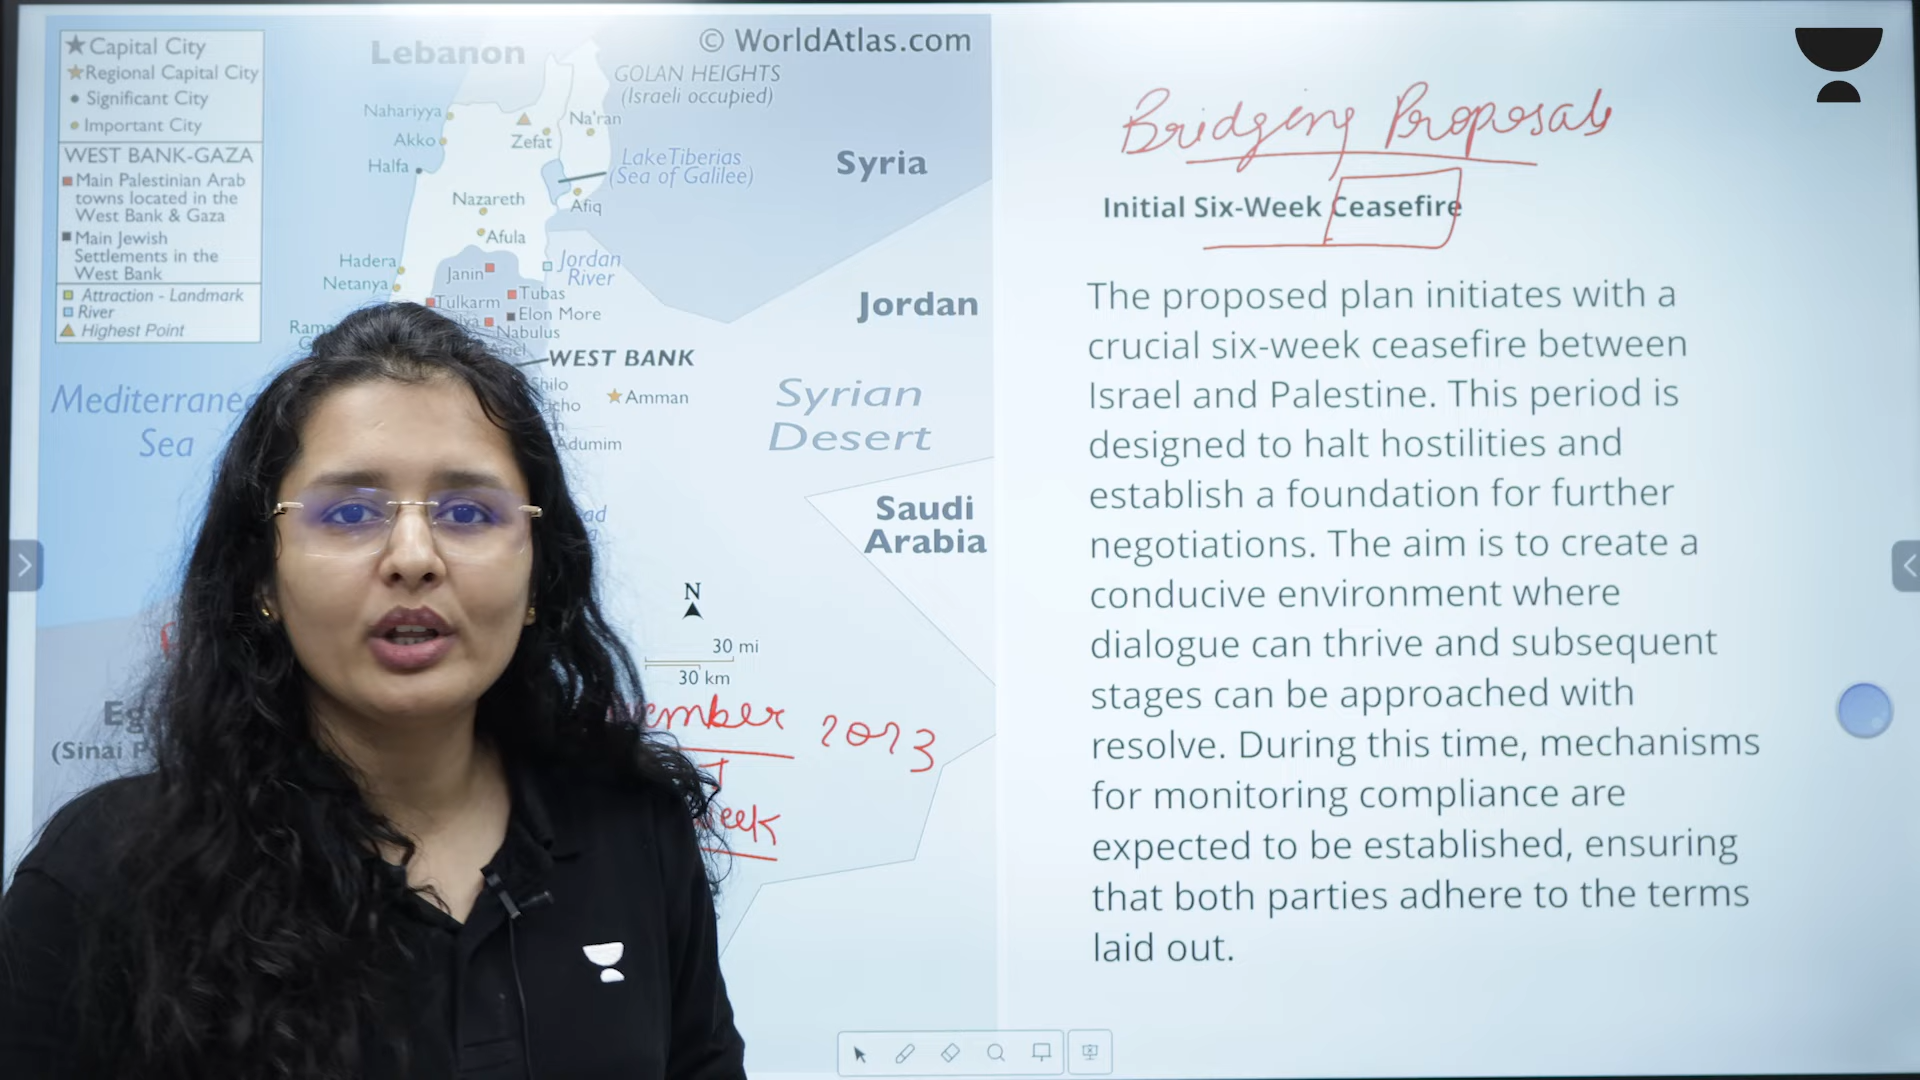 © WorldAtlas.com
Capital City
Regional Capital City
Significant City
Important City
WEST BANK-GAZA
Main Palestinian Arab
towns located in the
West Bank & Gaza
Main Jewish
Settlements in the
West Bank
Attraction - Landmark
River
Highest Point
Lebanon
GOLAN HEIGHTS
(Israeli occupied)
Nahariyya
Na'ran
Akko
Zefat
Halfa
Lake Tiberias
(Sea of Galilee)
Syria
Nazareth
Afiq
Afula
Hadera
Jordan
River
Janin
Netanya
Tubas
Tulkarm
Elon More
Nabulus
Jordan
WEST BANK
Shilo
Amman
Mediterranea
Sea
Syrian
Desert
Adumim
Saudi
Arabia
N
30 mi
30 km
(Sinai
2023
Bridging Proposals
Initial Six-Week Ceasefire
The proposed plan initiates with a
crucial six-week ceasefire between
Israel and Palestine. This period is
designed to halt hostilities and
establish a foundation for further
negotiations. The aim is to create a
conducive environment where
dialogue can thrive and subsequent
stages can be approached with
resolve. During this time, mechanisms
for monitoring compliance are
expected to be established, ensuring
that both parties adhere to the terms
laid out.